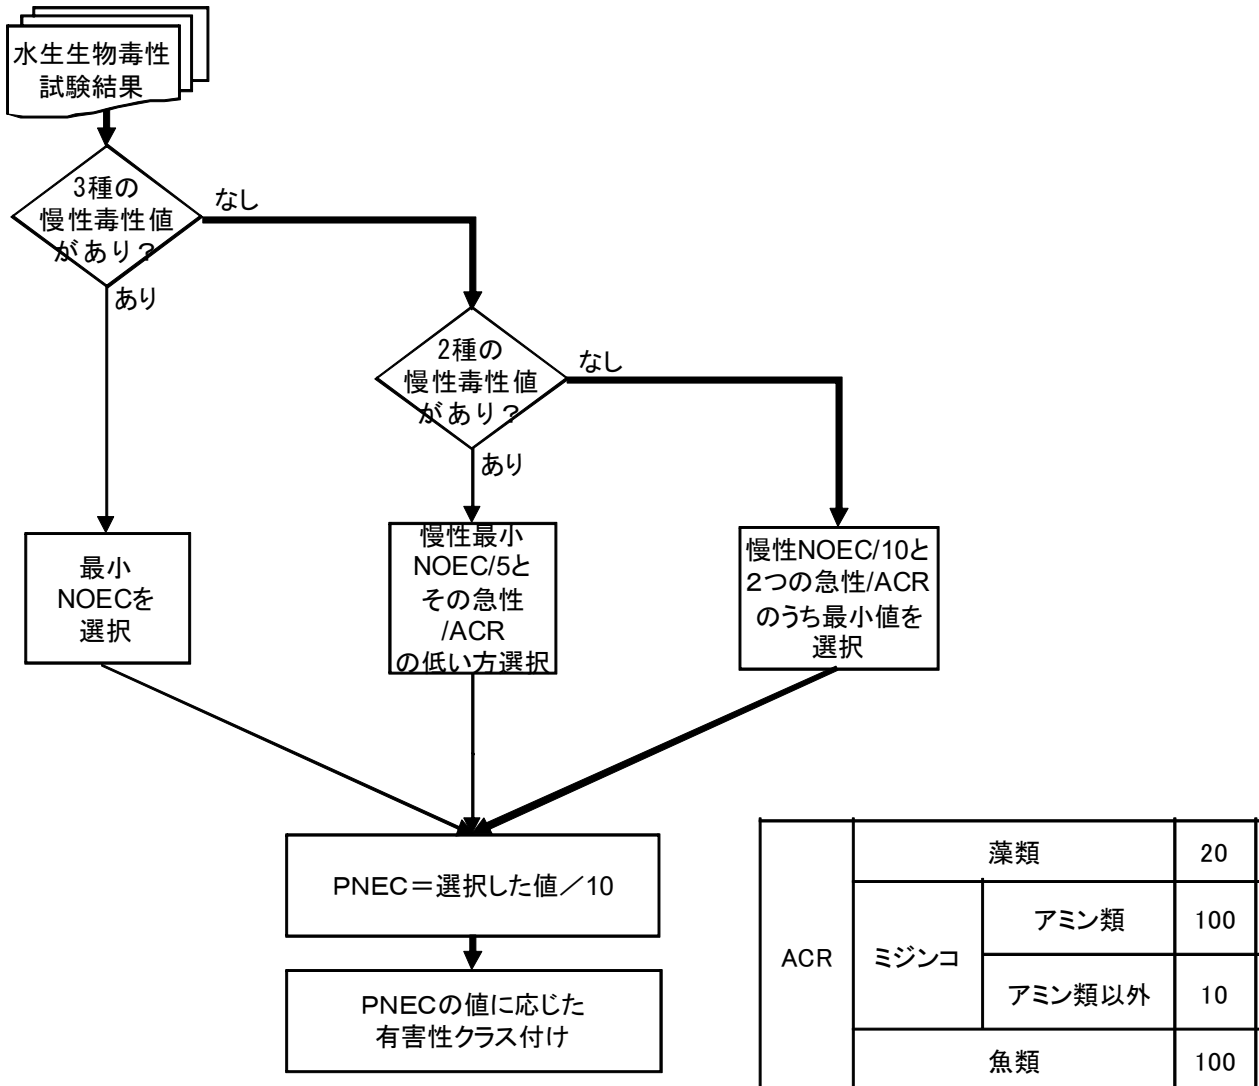 水生生物毒性
試験結果
3種の
慢性毒性値
があり?
なし
あり
2種の
慢性毒性値
があり?
なし
あり
最小
NOECを
選択
慢性最小
NOEC/5と
その急性
/ACR
の低い方選択
慢性NOEC/10と
2つの急性/ACR
のうち最小値を
選択
PNEC=選択した値/10
PNECの値に応じた
有害性クラス付け
藻類 20
アミン類 100
ACR ミジンコ
アミン類以外 10
魚類 100